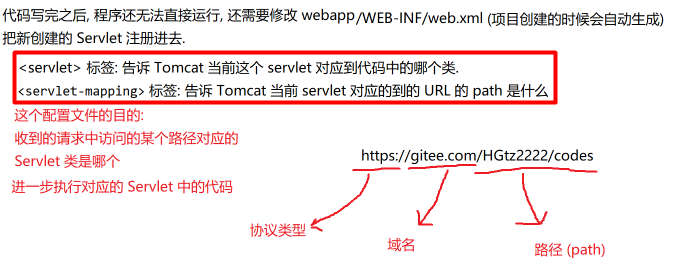 代码写完之后, 程序还无法直接运行, 还需要修改 webapp/WEB-INF/web.xml (项目创建的时候会自动生成)
把新创建的 Servlet 注册进去.
<servlet> 标签: 告诉 Tomcat 当前这个 servlet 对应到代码中的哪个类.
<servlet-mapping> 标签: 告诉 Tomcat 当前 servlet 对应的到的 URL 的 path 是什么
这个配置文件的目的:
收到的请求中访问的某个路径对应的
Servlet 类是哪个
进一步执行对应的 Servlet 中的代码
https://gitee.com/HGtz2222/codes
协议类型
域名
路径 (path)